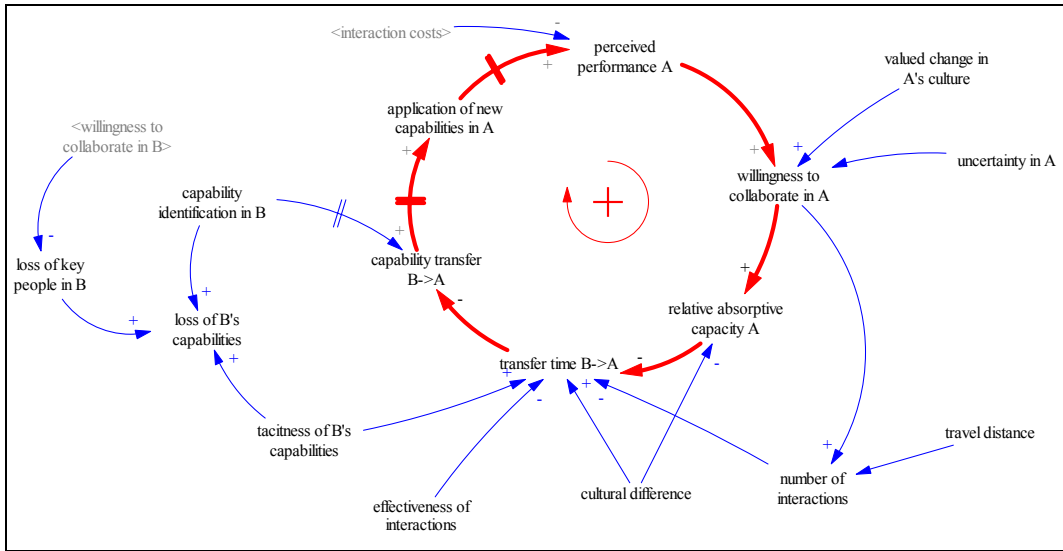 <interaction costs>
-
+
perceived
performance A
valued change in
A's culture
application of new
capabilities in A
<willingness to
collaborate in B>
+
+
+
willingness to
collaborate in A
uncertainty in A
capability
identification in B
+
-
loss of key
people in B
+
capability transfer
B->A
-
+
+
+
loss of B's
capabilities
+
relative absorptive
capacity A
-
-
transfer time B->A
+
-
+
-
tacitness of B's
capabilities
travel distance
+
effectiveness of
interactions
cultural difference
number of
interactions